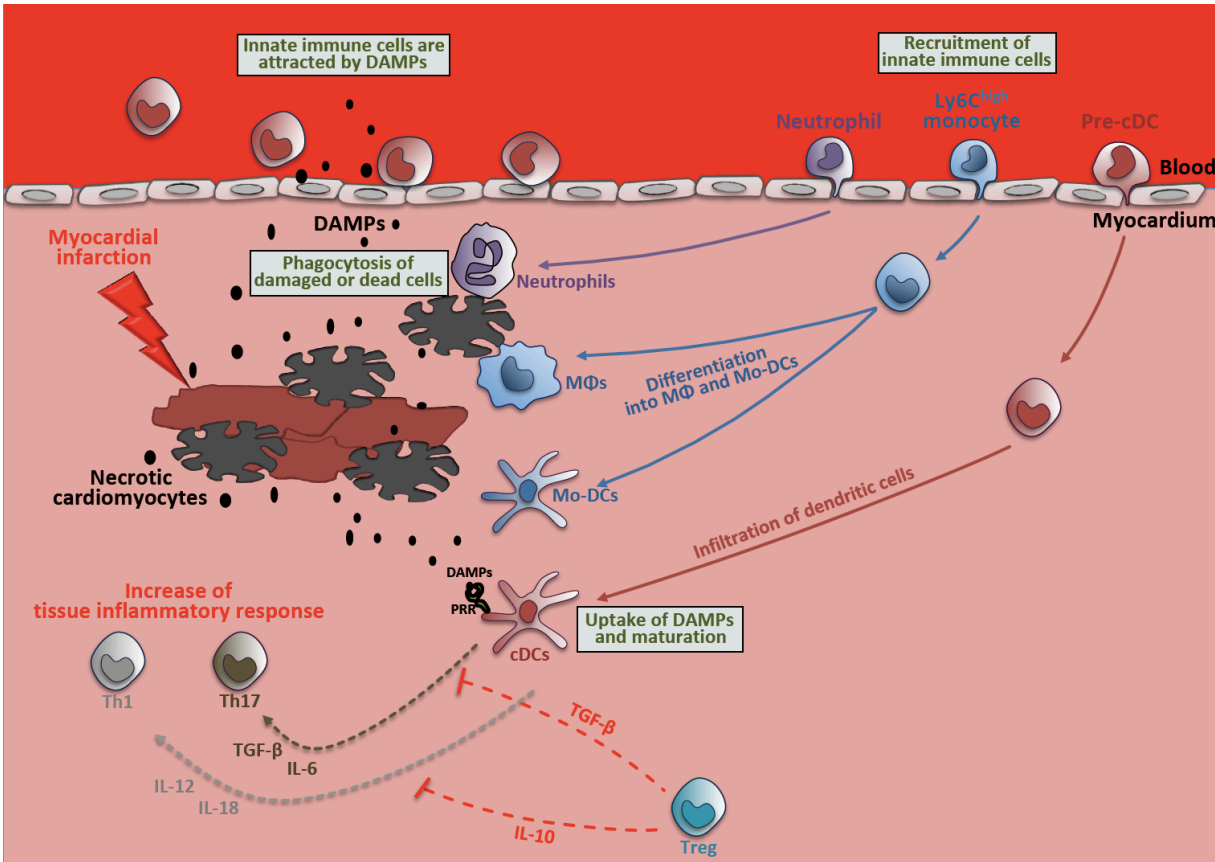 Innate immune cells are
attracted by DAMPs
Recruitment of
innate immune cells
Neutrophil
Ly6Chigh
monocyte
Pre-cDC
Blood
Myocardium
DAMPs
Myocardial
infarction
Phagocytosis of
damaged or dead cells
Neutrophils
MΦs
Differentiation
into MΦ and Mo-DCs
Necrotic
cardiomyocytes
Mo-DCs
Infiltration of dendritic cells
DAMPs
PRR
cDCs
Uptake of DAMPs
and maturation
Increase of
tissue inflammatory response
Th1
Th17
TGF-β
IL-6
IL-12
IL-18
TGF-β
IL-10
Treg